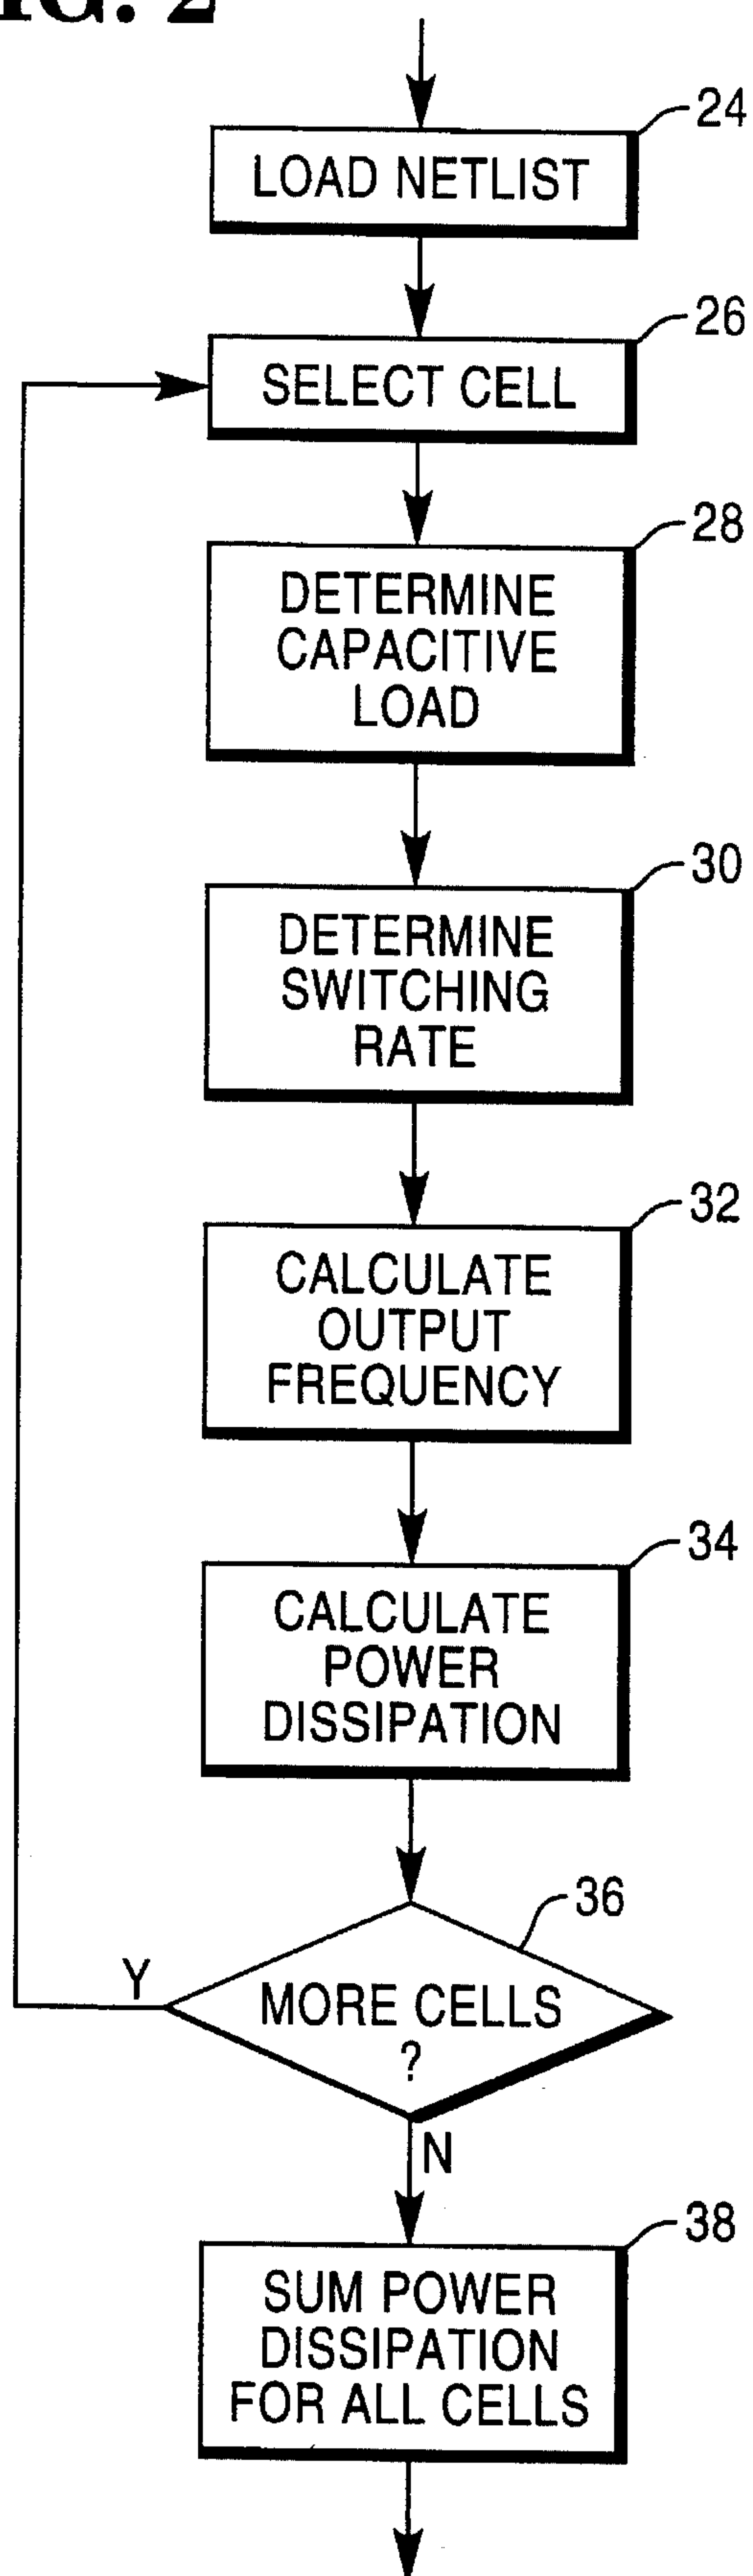 FIG. 2
24
LOAD NETLIST
26
SELECT CELL
28
DETERMINE
CAPACITIVE
LOAD
30
DETERMINE
SWITCHING
RATE
32
CALCULATE
OUTPUT
FREQUENCY
34
CALCULATE
POWER
DISSIPATION
36
Y
MORE CELLS
?
N
38
SUM POWER
DISSIPATION
FOR ALL CELLS